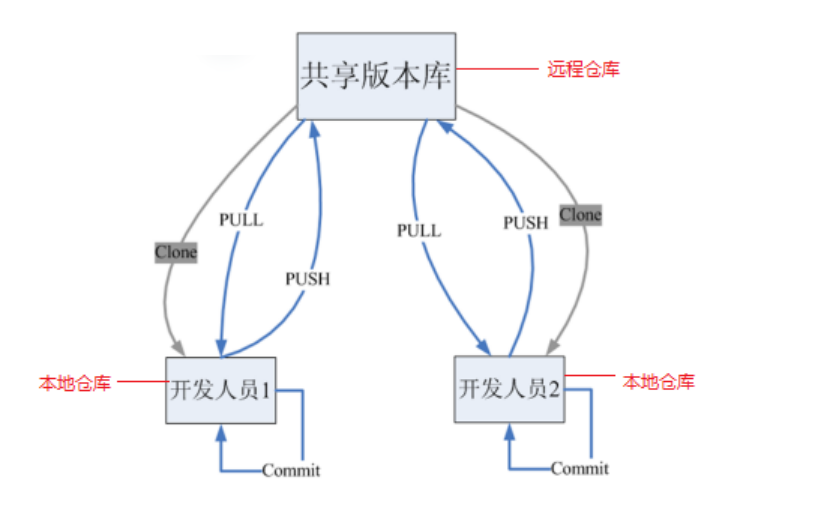 共享版本库
远程仓库
PULL
PUSH
Clone
PULL
PUSH
Clone
本地仓库
开发人员1
开发人员2
本地仓库
Commit
Commit